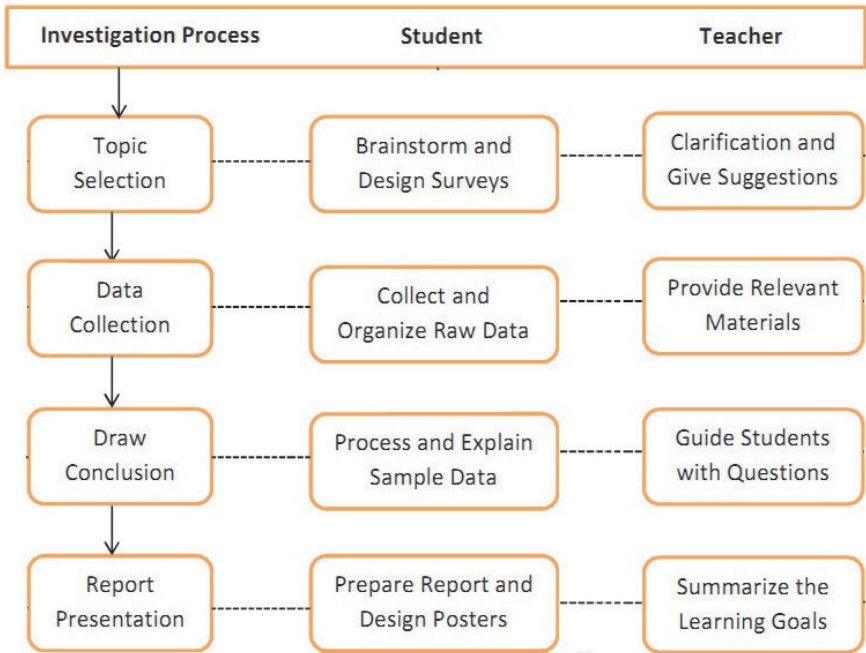 Investigation Process Student Teacher
Topic
Selection
Brainstorm and
Design Surveys
Clarification and
Give Suggestions
Data
Collection
Collect and
Organize Raw Data
Provide Relevant
Materials
Draw
Conclusion
Process and Explain
Sample Data
Guide Students
with Questions
Report
Presentation
Prepare Report and
Design Posters
Summarize the
Learning Goals